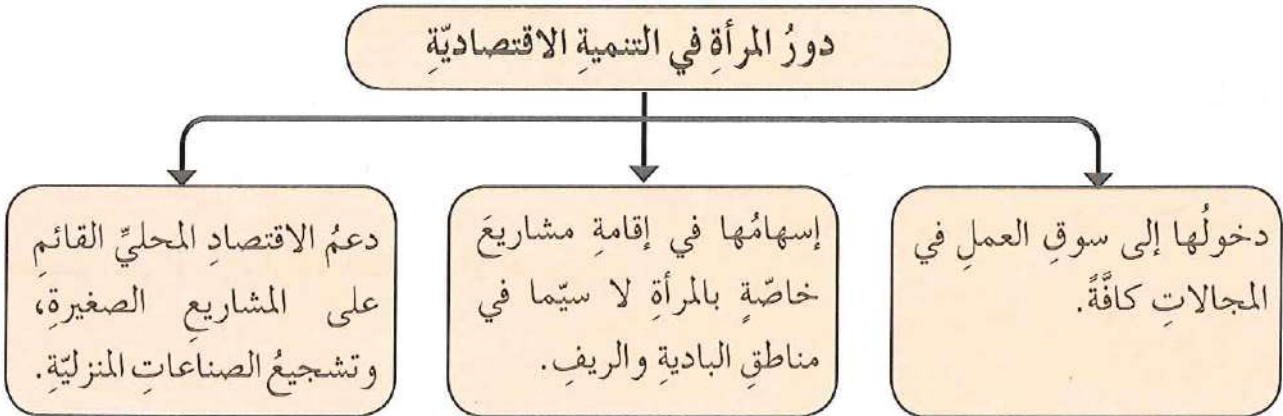 دورُ المرأةِ في التنميةِ الاقتصاديّةِ
دخولُها إلى سوقِ العملِ في
المجالاتِ كافَّةً.
إسهامُها في إقامةِ مشاريعَ
خاصّةٍ بالمرأةِ لا سيّما في
مناطقِ الباديةِ والريفِ.
دعمُ الاقتصادِ المحليِّ القائمِ
على المشاريعِ الصغيرةِ،
وتشجيعُ الصناعاتِ المنزليّةِ.